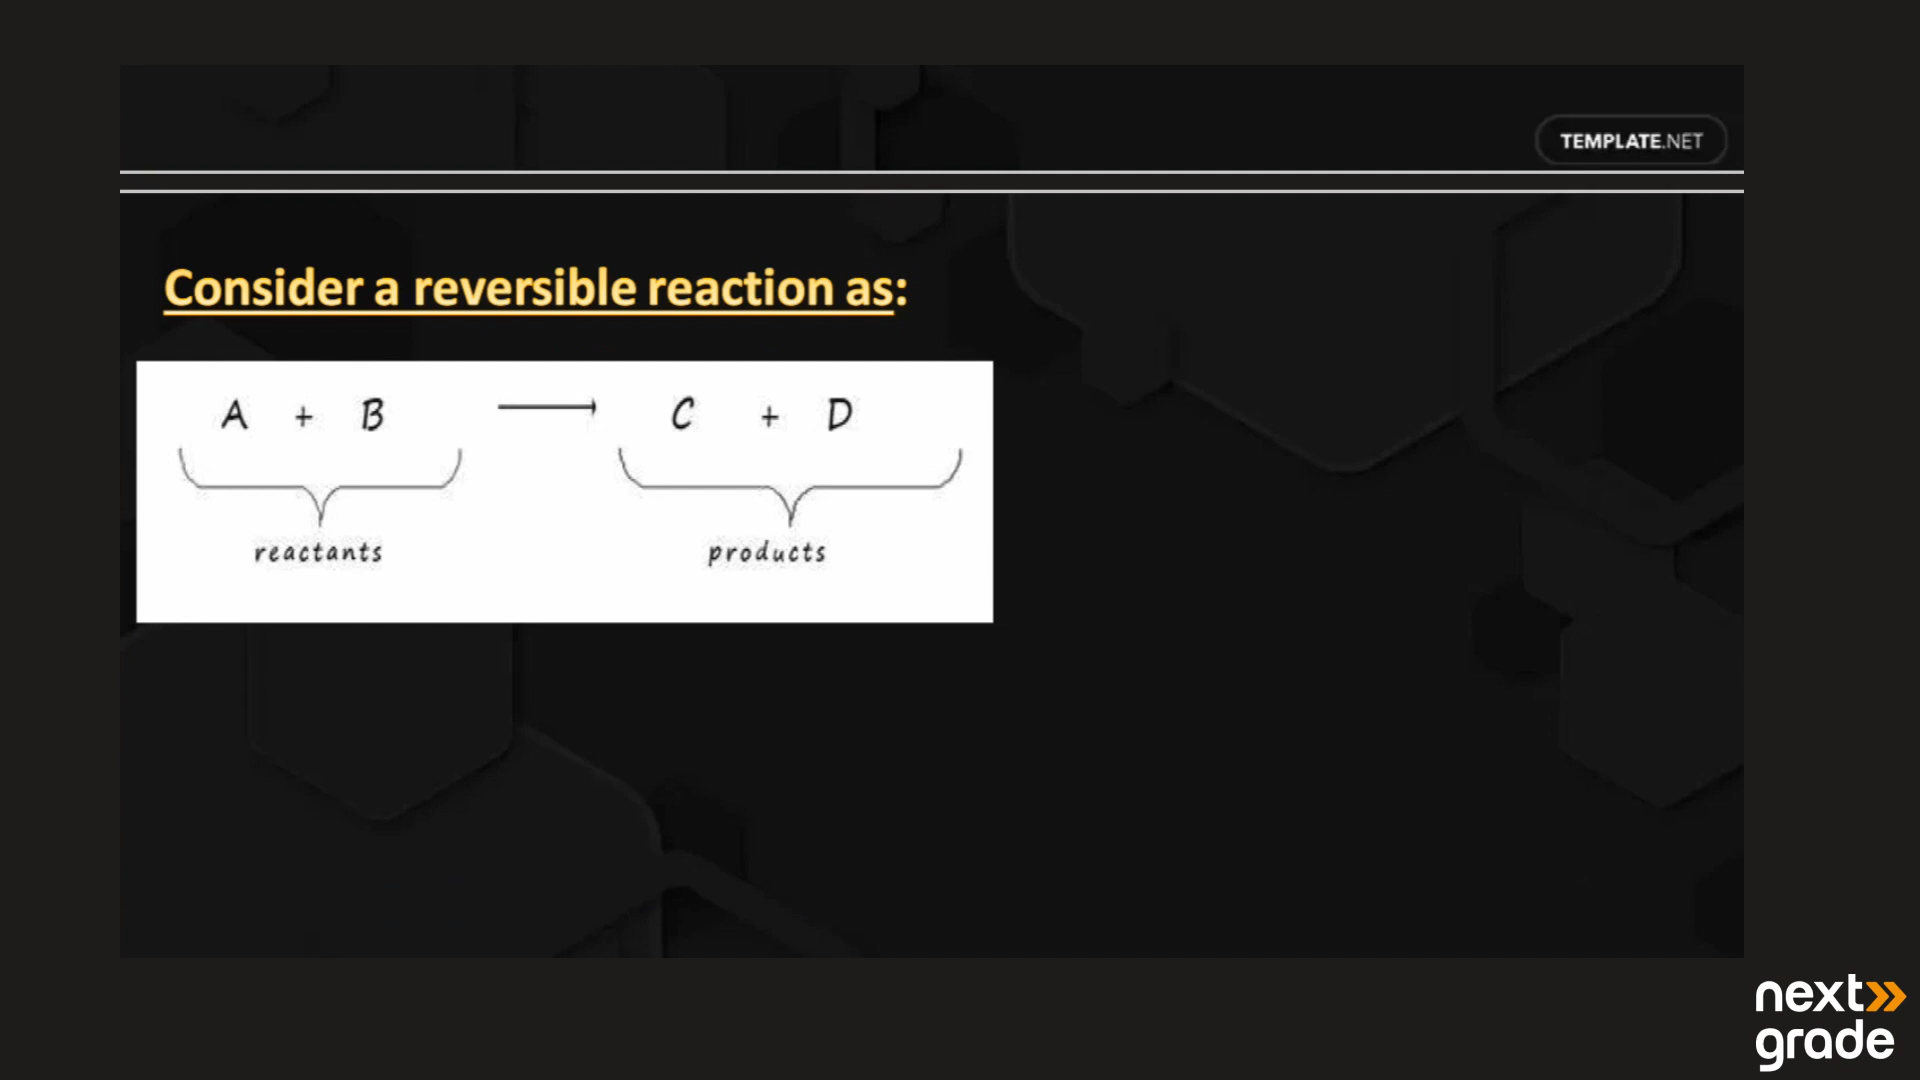 TEMPLATE.NET
Consider a reversible reaction as:
A + B → C + D
reactants products
next
grade